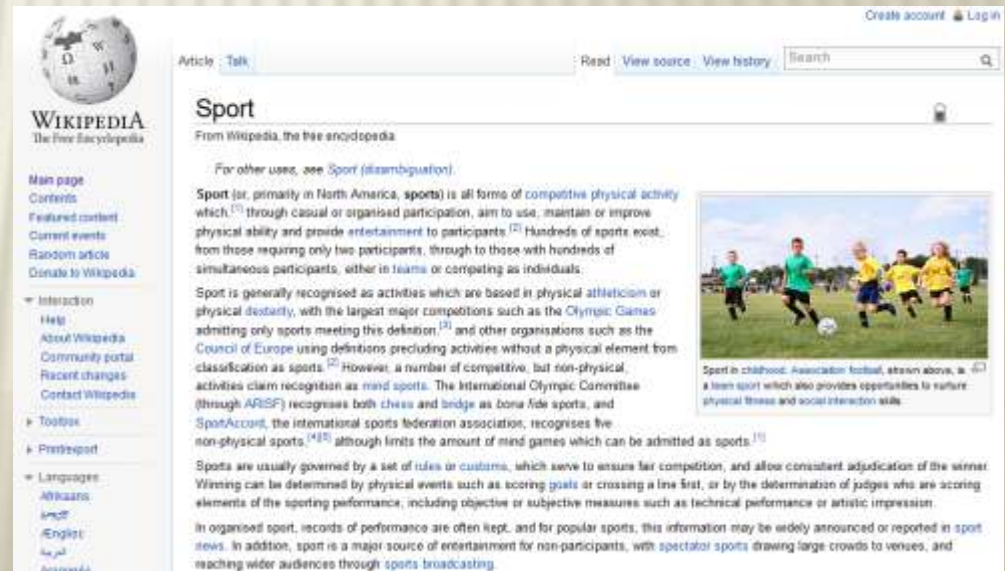 Create account Log in
WIKIPEDIA
The Free Encyclopedia
Main page
Contents
Featured content
Current events
Random article
Donate to Wikipedia
Interaction
Help
About Wikipedia
Community portal
Recent changes
Contact Wikipedia
Toolbox
Print/export
Languages
Afrikaans
Ænglisc
العربية
Article Talk
Read View source View history Search
Sport
From Wikipedia, the free encyclopedia
For other uses, see Sport (disambiguation).
Sport (or, primarily in North America, sports) is all forms of competitive physical activity
which,[1] through casual or organised participation, aim to use, maintain or improve
physical ability and provide entertainment to participants.[2] Hundreds of sports exist,
from those requiring only two participants, through to those with hundreds of
simultaneous participants, either in teams or competing as individuals.
Sport is generally recognised as activities which are based in physical athleticism or
physical dexterity, with the largest major competitions such as the Olympic Games
admitting only sports meeting this definition,[3] and other organisations such as the
Council of Europe using definitions precluding activities without a physical element from
classification as sports.[2] However, a number of competitive, but non-physical,
activities claim recognition as mind sports. The International Olympic Committee
(through ARISF) recognises both chess and bridge as bona fide sports, and
SportAccord, the international sports federation association, recognises five
non-physical sports,[4][5] although limits the amount of mind games which can be admitted as sports.[1]
Sport in childhood. Association football, shown above, is
a team sport which also provides opportunities to nurture
physical fitness and social interaction skills.
Sports are usually governed by a set of rules or customs, which serve to ensure fair competition, and allow consistent adjudication of the winner.
Winning can be determined by physical events such as scoring goals or crossing a line first, or by the determination of judges who are scoring
elements of the sporting performance, including objective or subjective measures such as technical performance or artistic impression.
In organised sport, records of performance are often kept, and for popular sports, this information may be widely announced or reported in sport
news. In addition, sport is a major source of entertainment for non-participants, with spectator sports drawing large crowds to venues, and
reaching wider audiences through sports broadcasting.